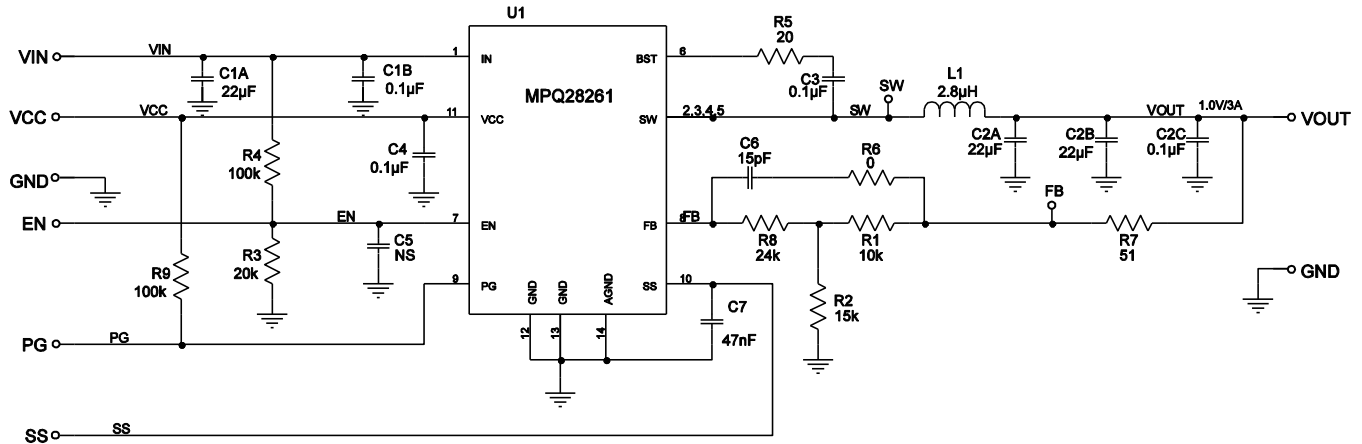 U1
MPQ28261
VIN
VIN
1
IN
C1A
22µF
C1B
0.1µF
VCC
VCC
11
VCC
R4
100k
C4
0.1µF
GND
EN
EN
7
EN
C5
NS
R9
100k
R3
20k
9
PG
PG
PG
SS
SS
GND
GND
AGND
12
13
14
BST
6
R5
20
C3
0.1µF
SW
2,3,4,5
SW
SW
L1
2.8µH
VOUT
1.0V/3A
VOUT
C2A
22µF
C2B
22µF
C2C
0.1µF
C6
15pF
R6
0
FB
8
FB
R8
24k
R1
10k
FB
R7
51
SS
10
C7
47nF
R2
15k
GND